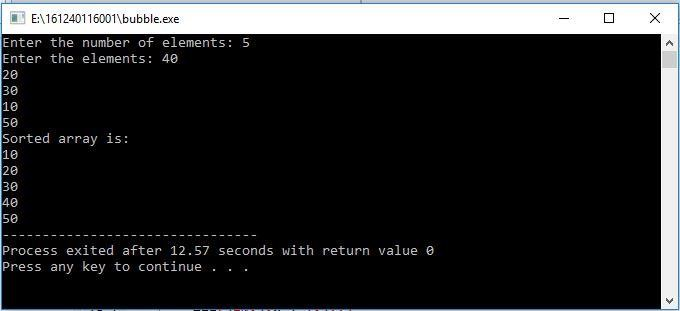 E:\161240116001\bubble.exe
Enter the number of elements: 5
Enter the elements: 40
20
30
10
50
Sorted array is:
10
20
30
40
50
--------------------------------
Process exited after 12.57 seconds with return value 0
Press any key to continue . . .